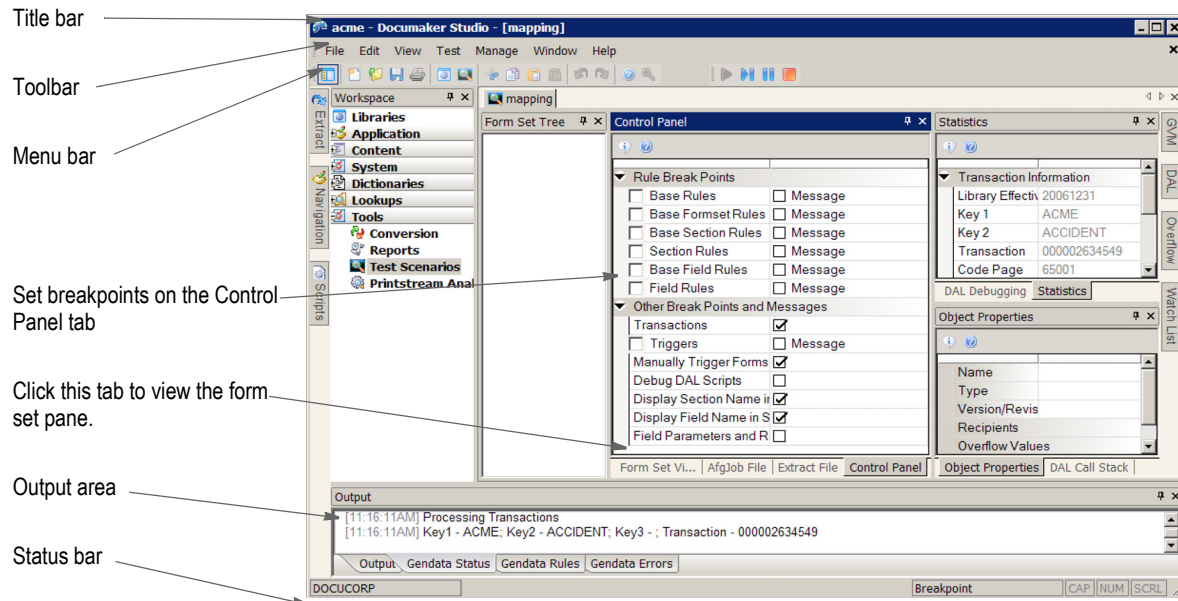 Title bar
Toolbar
Menu bar
Set breakpoints on the Control
Panel tab
Click this tab to view the form
set pane.
Output area
Status bar
acme - Documaker Studio - [mapping]
File Edit View Test Manage Window Help
Extract
Navigation
Scripts
Workspace
Libraries
Application
Content
System
Dictionaries
Lookups
Tools
Conversion
Reports
Test Scenarios
Printstream Anal
mapping
Form Set Tree
Control Panel
Rule Break Points
Base Rules Message
Base Formset Rules Message
Base Section Rules Message
Section Rules Message
Base Field Rules Message
Field Rules Message
Other Break Points and Messages
Transactions
Triggers Message
Manually Trigger Forms
Debug DAL Scripts
Display Section Name in
Display Field Name in S
Field Parameters and R
Form Set Vi... AfgJob File Extract File Control Panel
Statistics
Transaction Information
Library Effectiv 20061231
Key 1 ACME
Key 2 ACCIDENT
Transaction 000002634549
Code Page 65001
DAL Debugging Statistics
Object Properties
Name
Type
Version/Revis
Recipients
Overflow Values
Object Properties DAL Call Stack
GVM
DAL
Overflow
Watch List
Output
[11:16:11AM] Processing Transactions
[11:16:11AM] Key1 - ACME; Key2 - ACCIDENT; Key3 - ; Transaction - 000002634549
Output Gendata Status Gendata Rules Gendata Errors
DOCUCORP Breakpoint CAP NUM SCRL